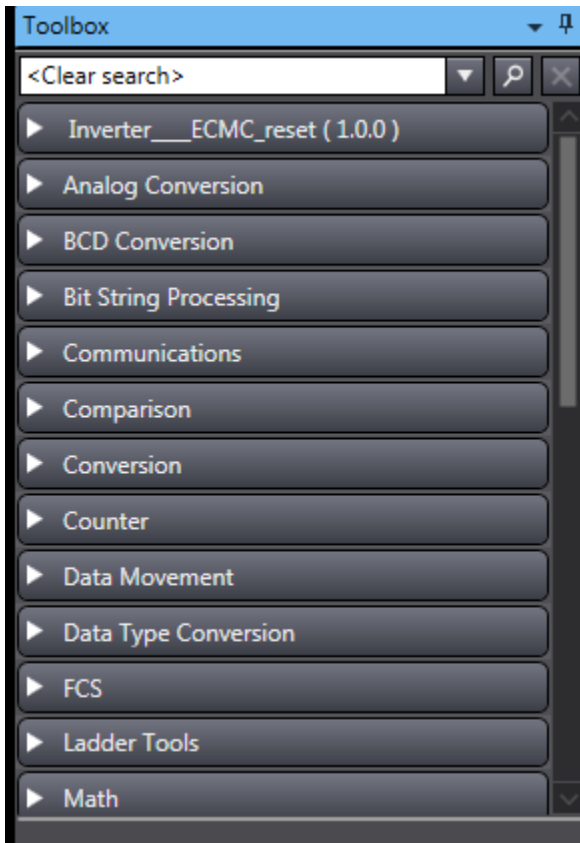 Toolbox
<Clear search>
Inverter___ECMC_reset ( 1.0.0 )
Analog Conversion
BCD Conversion
Bit String Processing
Communications
Comparison
Conversion
Counter
Data Movement
Data Type Conversion
FCS
Ladder Tools
Math